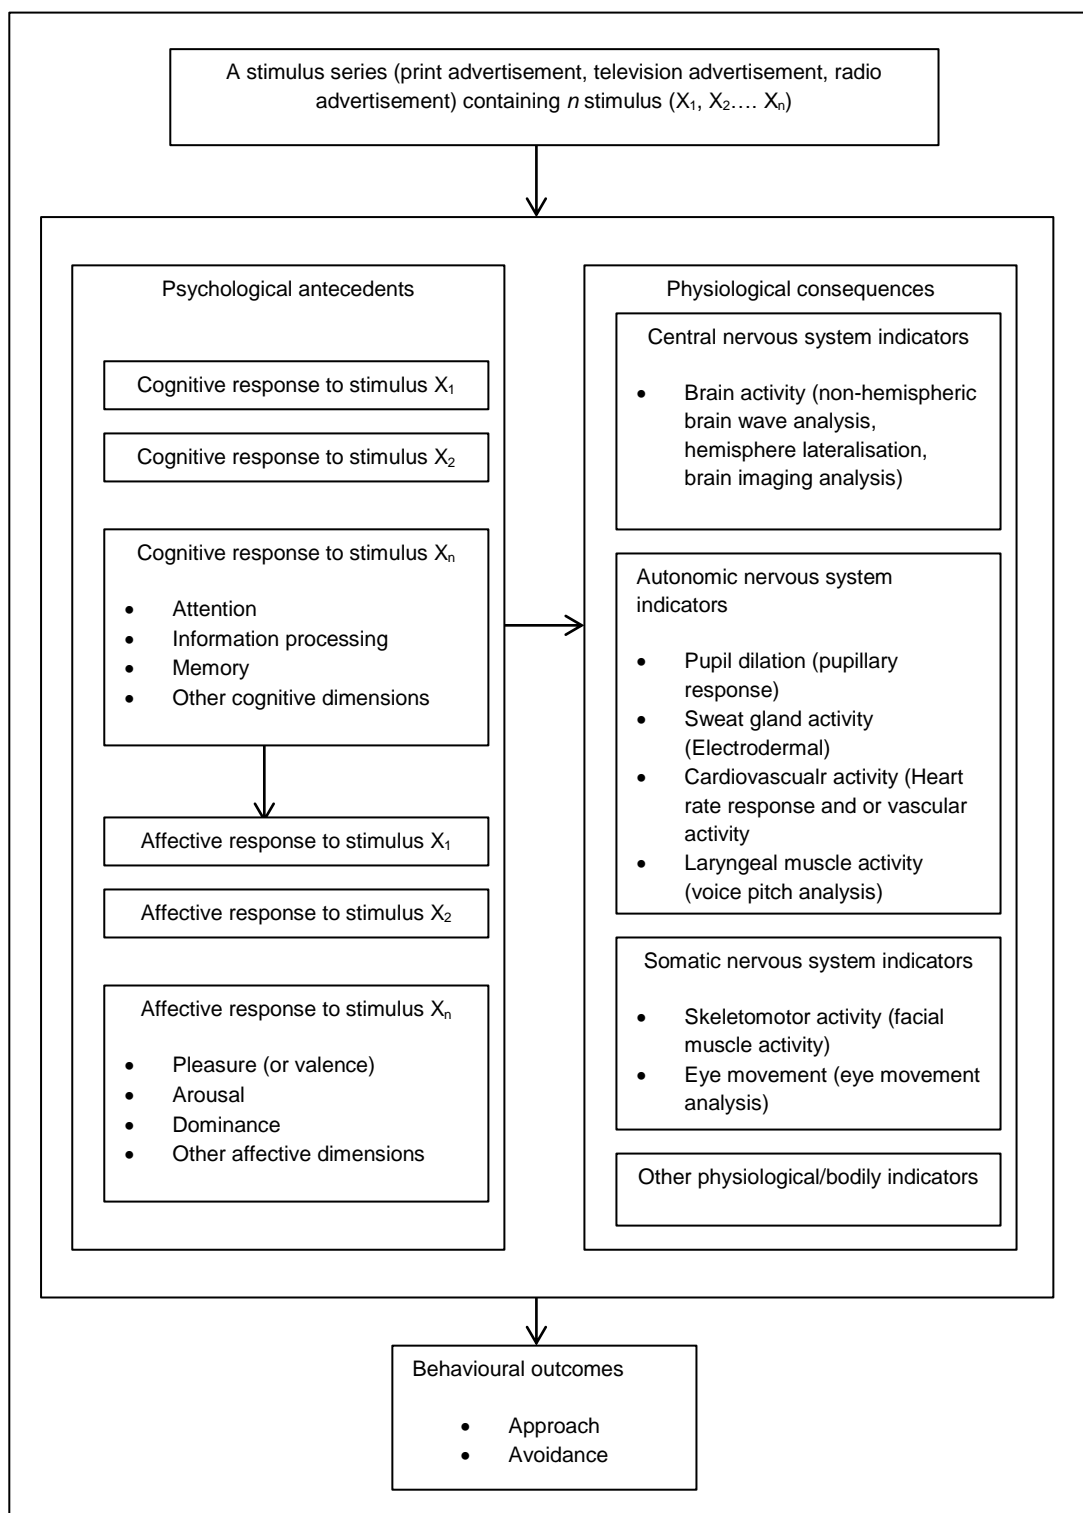 A stimulus series (print advertisement, television advertisement, radio
advertisement) containing n stimulus (X1, X2…. Xn)
Psychological antecedents
Cognitive response to stimulus X1
Cognitive response to stimulus X2
Cognitive response to stimulus Xn
• Attention
• Information processing
• Memory
• Other cognitive dimensions
Affective response to stimulus X1
Affective response to stimulus X2
Affective response to stimulus Xn
• Pleasure (or valence)
• Arousal
• Dominance
• Other affective dimensions
Physiological consequences
Central nervous system indicators
• Brain activity (non-hemispheric
brain wave analysis,
hemisphere lateralisation,
brain imaging analysis)
Autonomic nervous system
indicators
• Pupil dilation (pupillary
response)
• Sweat gland activity
(Electrodermal)
• Cardiovascualr activity (Heart
rate response and or vascular
activity
• Laryngeal muscle activity
(voice pitch analysis)
Somatic nervous system indicators
• Skeletomotor activity (facial
muscle activity)
• Eye movement (eye movement
analysis)
Other physiological/bodily indicators
Behavioural outcomes
• Approach
• Avoidance